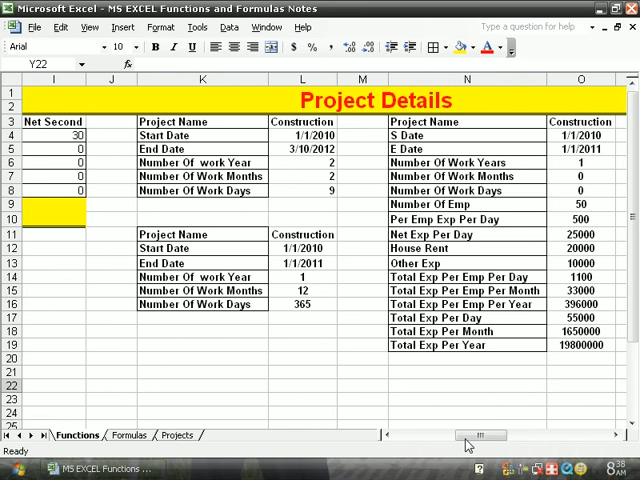 Microsoft Excel - MS EXCEL Functions and Formulas Notes
File Edit View Insert Format Tools Data Window Help
Type a question for help
Arial 10 B I U $ %
Y22
I J K L M N O
1 Project Details
2
3 Net Second Project Name Construction Project Name Construction
4 30 Start Date 1/1/2010 S Date 1/1/2010
5 0 End Date 3/10/2012 E Date 1/1/2011
6 0 Number Of work Year 2 Number Of Work Years 1
7 0 Number Of Work Months 2 Number Of Work Months 0
8 0 Number Of Work Days 9 Number Of Work Days 0
9 Number Of Emp 50
10 Per Emp Exp Per Day 500
11 Project Name Construction Net Exp Per Day 25000
12 Start Date 1/1/2010 House Rent 20000
13 End Date 1/1/2011 Other Exp 10000
14 Number Of work Year 1 Total Exp Per Emp Per Day 1100
15 Number Of Work Months 12 Total Exp Per Emp Per Month 33000
16 Number Of Work Days 365 Total Exp Per Emp Per Year 396000
17 Total Exp Per Day 55000
18 Total Exp Per Month 1650000
19 Total Exp Per Year 19800000
20
21
22
23
24
25
Functions Formulas Projects
Ready
MS EXCEL Functions ... 8:38 AM